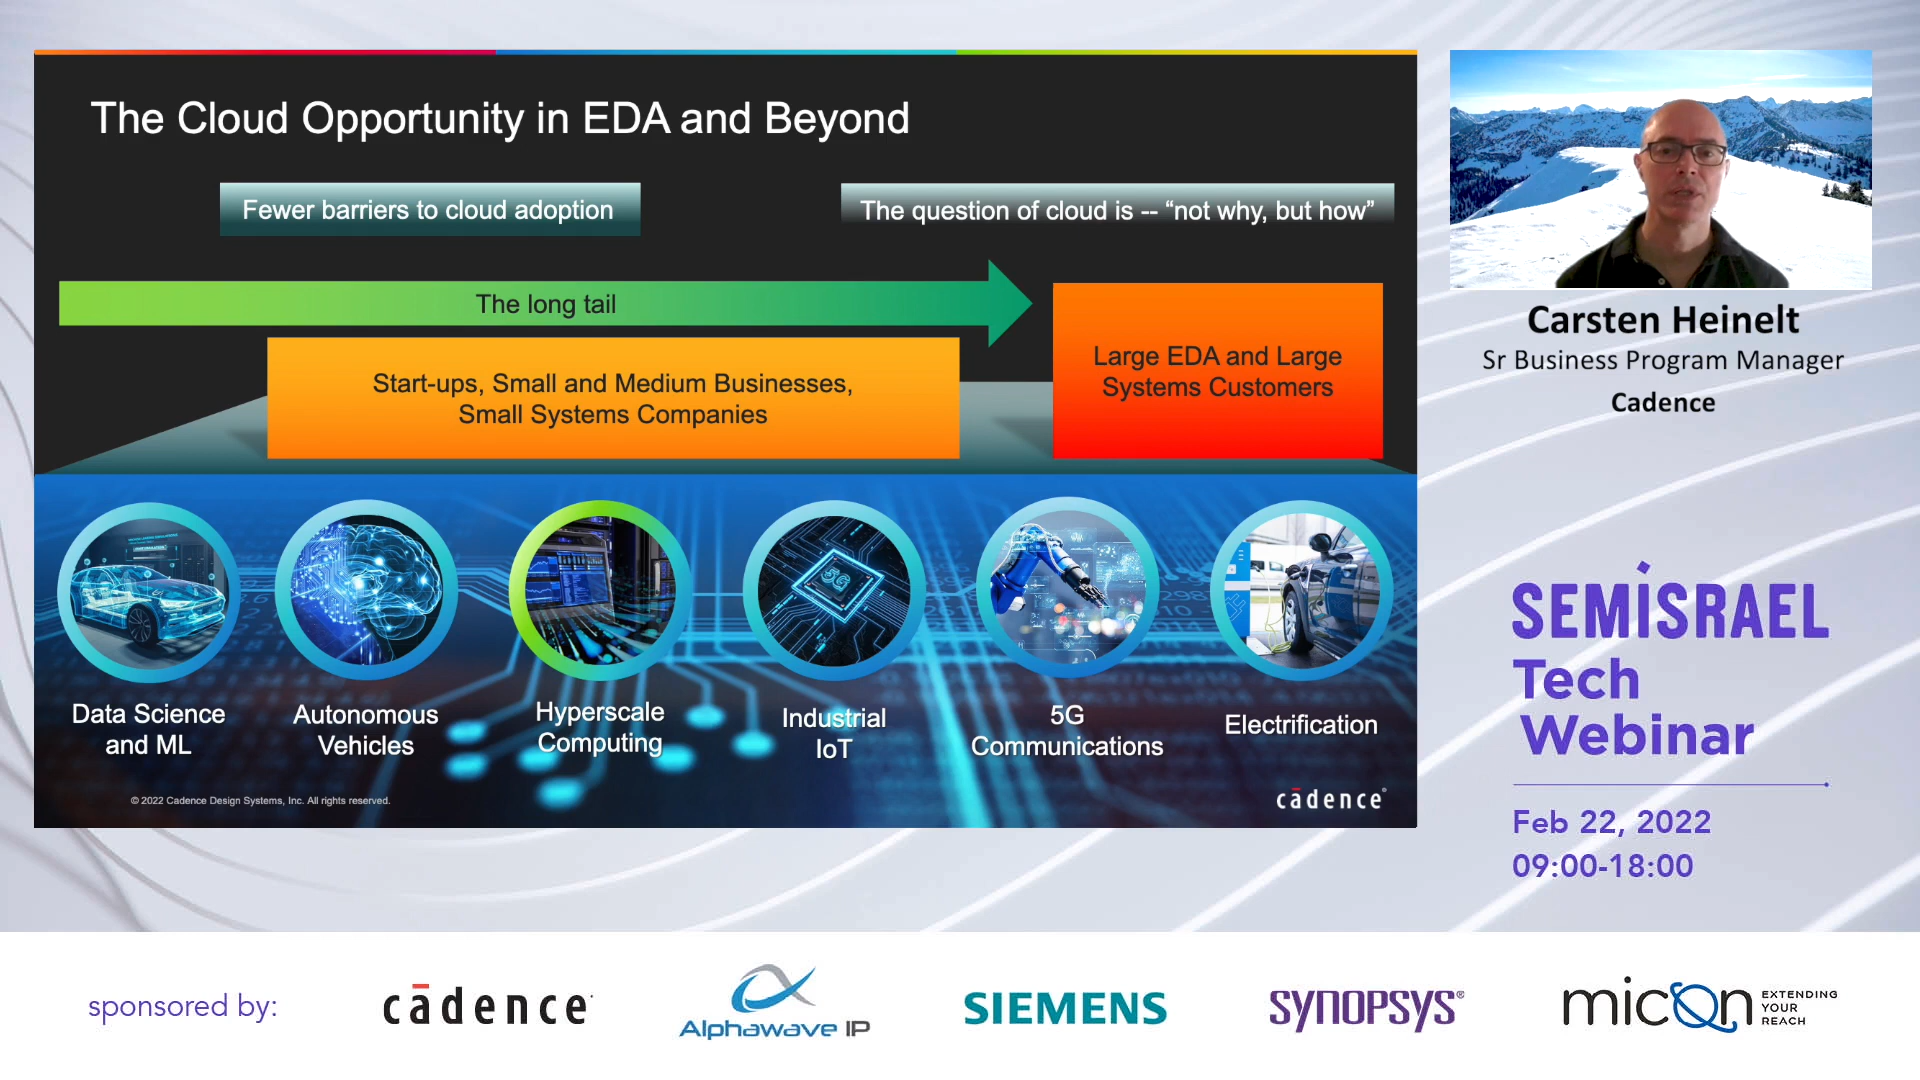 The Cloud Opportunity in EDA and Beyond
Fewer barriers to cloud adoption
The question of cloud is -- “not why, but how”
The long tail
Start-ups, Small and Medium Businesses,
Small Systems Companies
Large EDA and Large
Systems Customers
5G
Data Science
and ML
Autonomous
Vehicles
Hyperscale
Computing
Industrial
IoT
5G
Communications
Electrification
© 2022 Cadence Design Systems, Inc. All rights reserved.
cādence®
Carsten Heinelt
Sr Business Program Manager
Cadence
SEMISRAEL
Tech
Webinar
Feb 22, 2022
09:00-18:00
sponsored by:
cādence
Alphawave IP
SIEMENS
SYNOPSYS®
micon
EXTENDING
YOUR
REACH